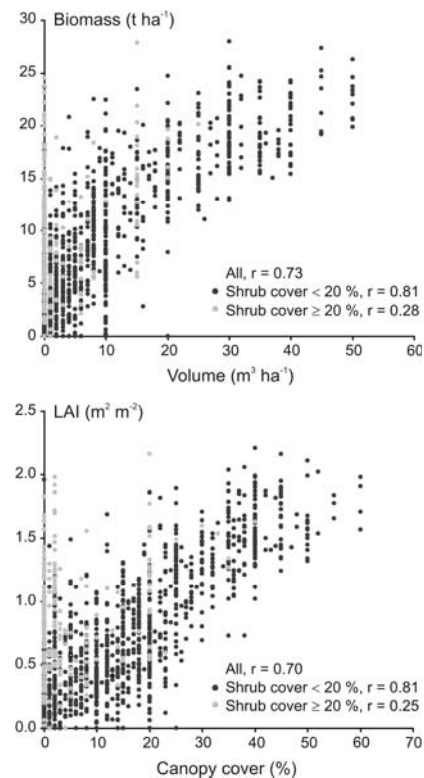 Biomass (t ha⁻¹)
30
25
20
15
10
5
0
All, r = 0.73
Shrub cover < 20 %, r = 0.81
Shrub cover ≥ 20 %, r = 0.28
0 10 20 30 40 50 60
Volume (m³ ha⁻¹)
LAI (m² m⁻²)
2.5
2.0
1.5
1.0
0.5
0.0
All, r = 0.70
Shrub cover < 20 %, r = 0.81
Shrub cover ≥ 20 %, r = 0.25
0 10 20 30 40 50 60 70
Canopy cover (%)